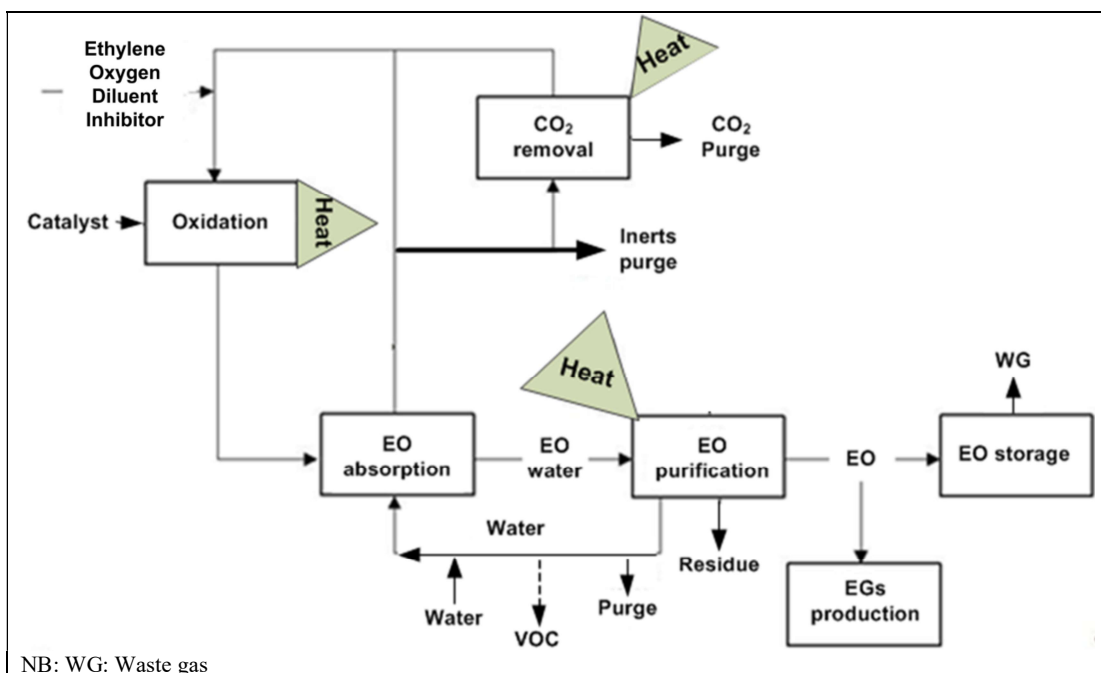 Ethylene
Oxygen
Diluent
Inhibitor
Heat
CO₂
removal
CO₂
Purge
Catalyst
Oxidation
Heat
Inerts
purge
Heat
WG
EO
absorption
EO
water
EO
purification
EO
EO storage
Water
Residue
Water
VOC
Purge
EGs
production
NB: WG: Waste gas